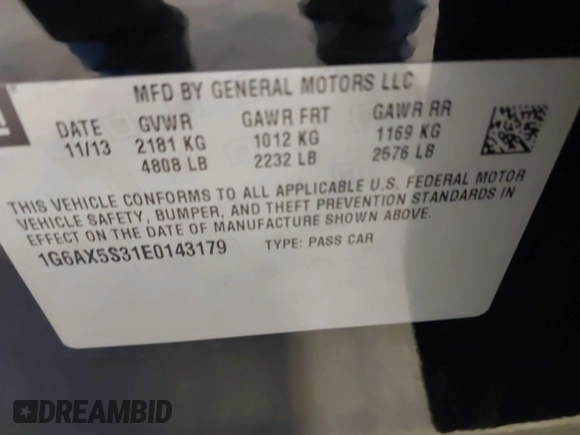 MFD BY GENERAL MOTORS LLC
DATE GVWR GAWR FRT GAWR RR
11/13 2181 KG 1012 KG 1169 KG
4808 LB 2232 LB 2576 LB
THIS VEHICLE CONFORMS TO ALL APPLICABLE U.S. FEDERAL MOTOR
VEHICLE SAFETY, BUMPER, AND THEFT PREVENTION STANDARDS IN
EFFECT ON THE DATE OF MANUFACTURE SHOWN ABOVE.
1G6AX5S31E0143179 TYPE: PASS CAR
DREAMBID